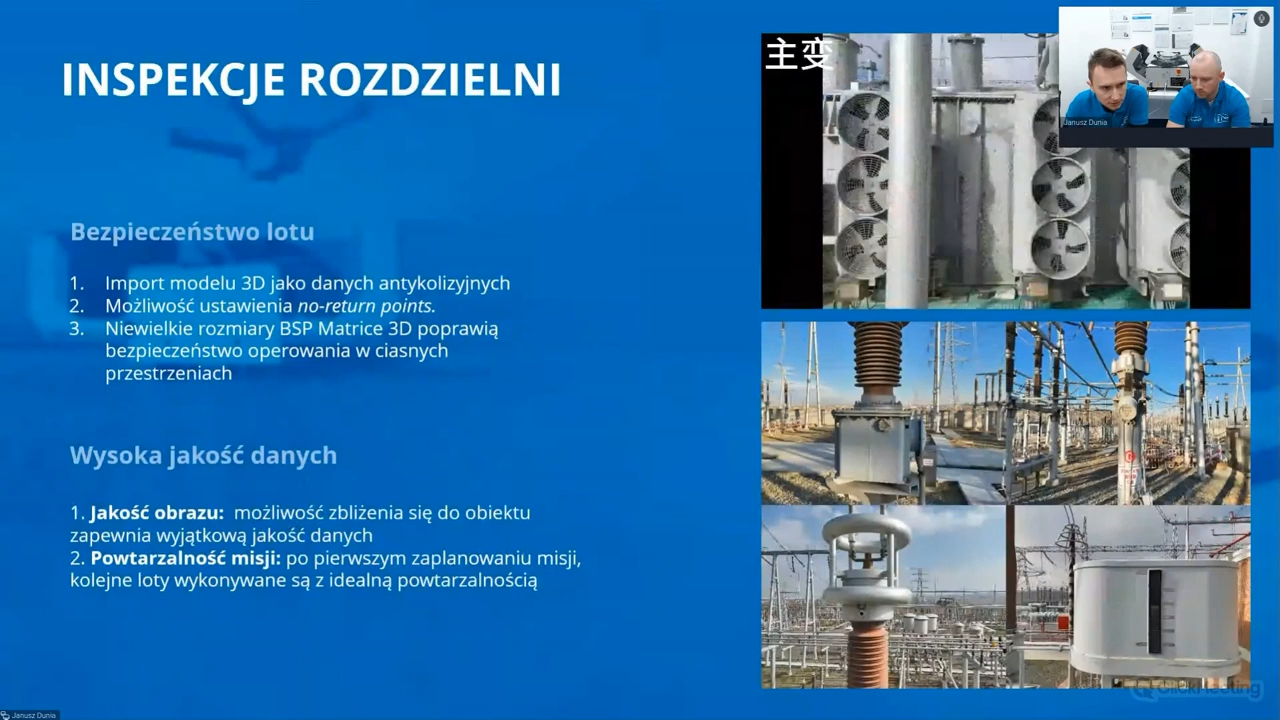 INSPEKCJE ROZDZIELNI
主变
Janusz Dunia
Bezpieczeństwo lotu
1. Import modelu 3D jako danych antykolizyjnych
2. Możliwość ustawienia no-return points.
3. Niewielkie rozmiary BSP Matrice 3D poprawią
bezpieczeństwo operowania w ciasnych
przestrzeniach
Wysoka jakość danych
1. Jakość obrazu: możliwość zbliżenia się do obiektu
zapewnia wyjątkową jakość danych
2. Powtarzalność misji: po pierwszym zaplanowaniu misji,
kolejne loty wykonywane są z idealną powtarzalnością
ClickMeeting
Janusz Dunia